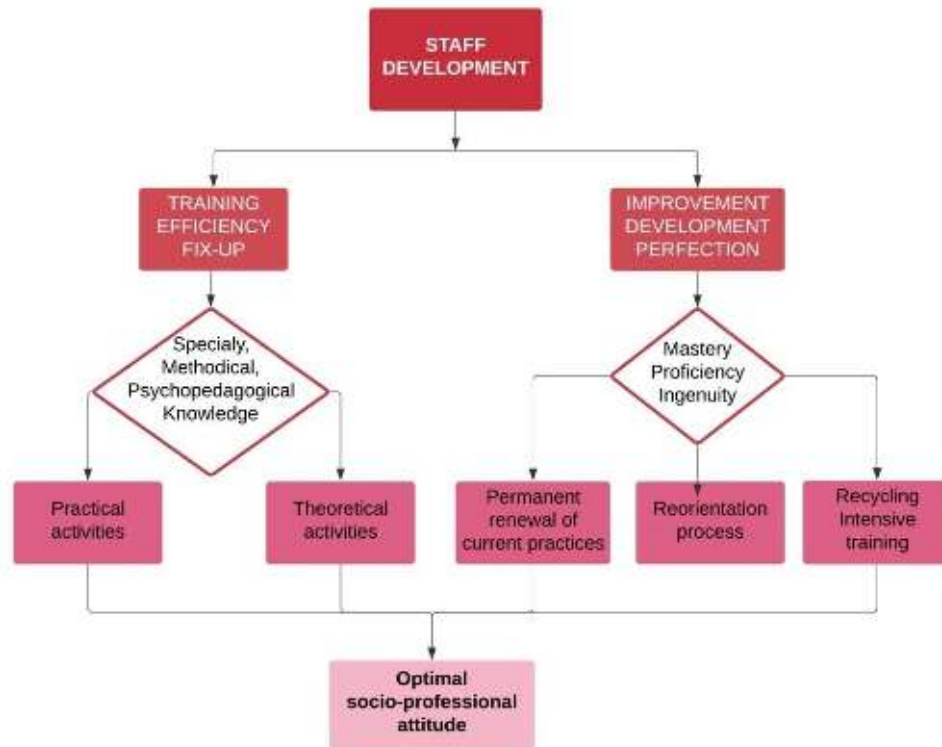 STAFF
DEVELOPMENT
TRAINING
EFFICIENCY
FIX-UP
IMPROVEMENT
DEVELOPMENT
PERFECTION
Specialy,
Methodical,
Psychopedagogical
Knowledge
Mastery
Proficiency
Ingenuity
Practical
activities
Theoretical
activities
Permanent
renewal of
current practices
Reorientation
process
Recycling
Intensive
training
Optimal
socio-professional
attitude